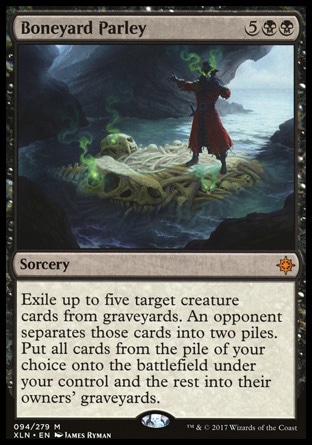 Boneyard Parley 5
Sorcery
Exile up to five target creature
cards from graveyards. An opponent
separates those cards into two piles.
Put all cards from the pile of your
choice onto the battlefield under
your control and the rest into their
owners' graveyards.
094/279 M
XLN • EN James Ryman
™ & © 2017 Wizards of the Coast